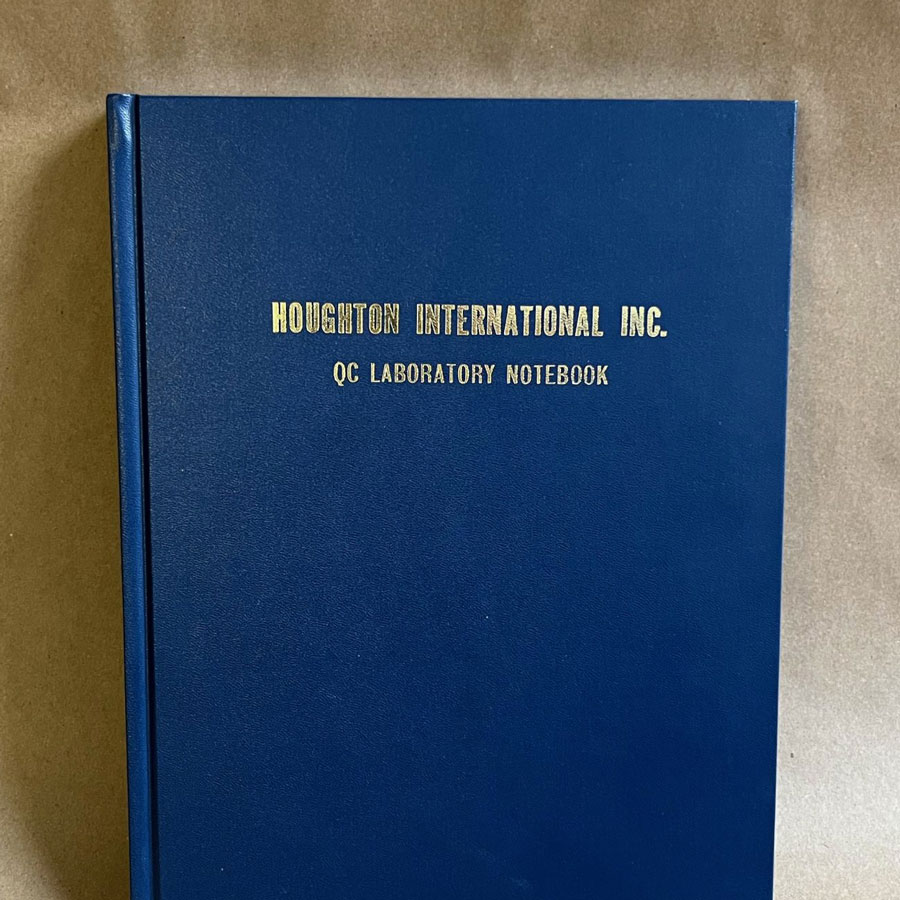 HOUGHTON INTERNATIONAL INC.
QC LABORATORY NOTEBOOK